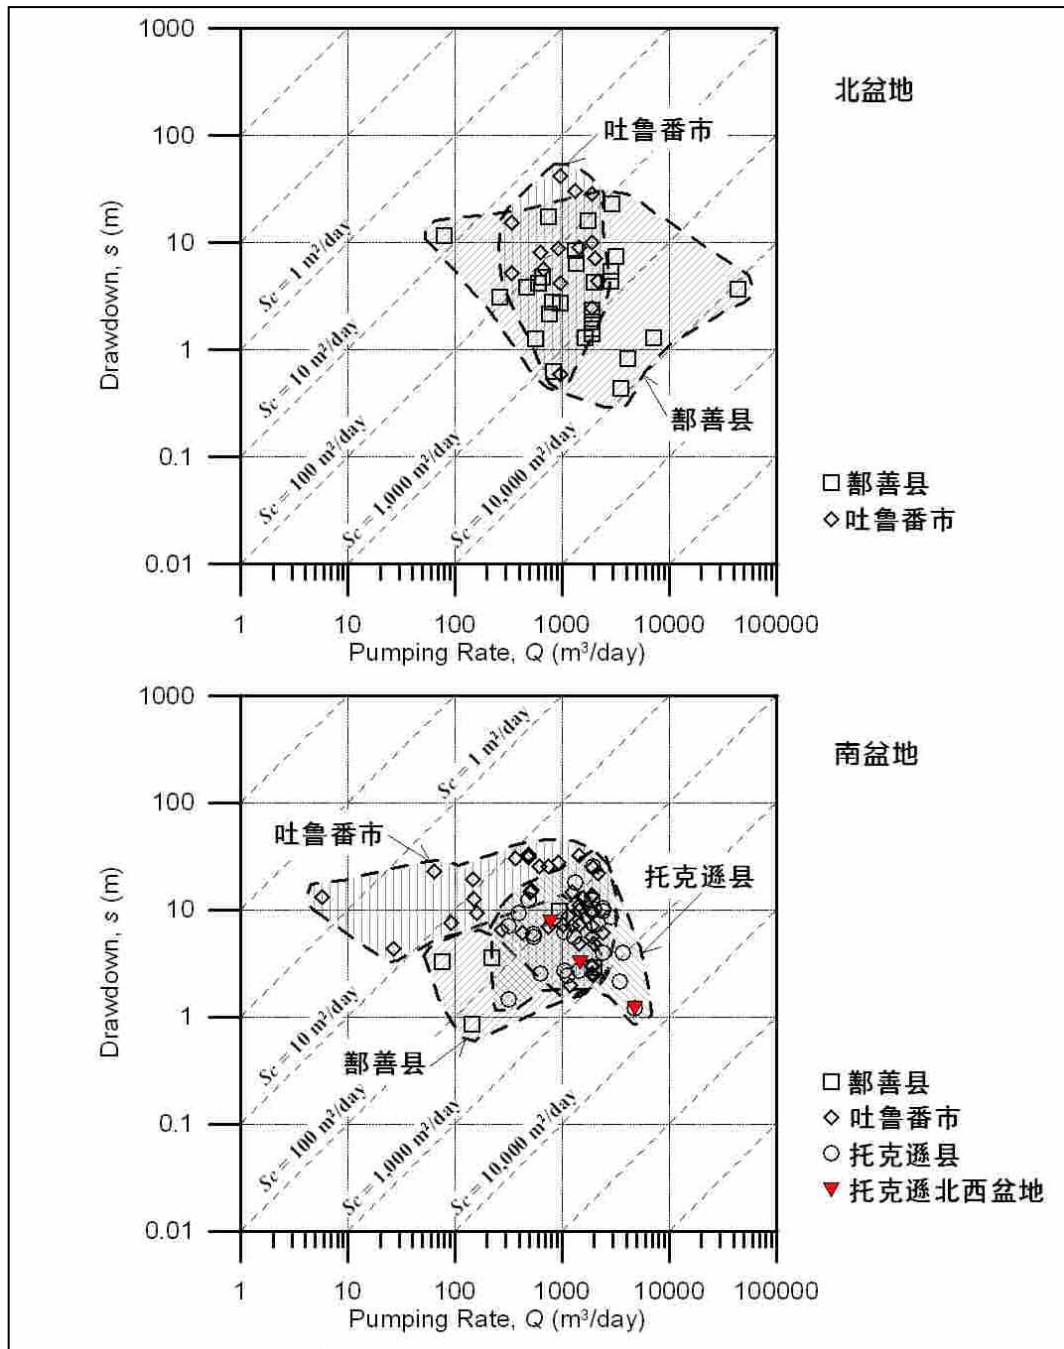 1000
北盆地
吐鲁番市
100
10
Drawdown, s (m)
Sc = 1 m²/day
Sc = 10 m²/day
1
Sc = 100 m²/day
Sc = 1,000 m²/day
Sc = 10,000 m²/day
鄯善县
0.1
鄯善县
吐鲁番市
0.01
1 10 100 1000 10000 100000
Pumping Rate, Q (m³/day)
1000
Sc = 1 m²/day
南盆地
100
吐鲁番市
托克遜县
10
Drawdown, s (m)
1
Sc = 10 m²/day
鄯善县
Sc = 100 m²/day
Sc = 1,000 m²/day
Sc = 10,000 m²/day
0.1
鄯善县
吐鲁番市
托克遜县
托克遜北西盆地
0.01
1 10 100 1000 10000 100000
Pumping Rate, Q (m³/day)